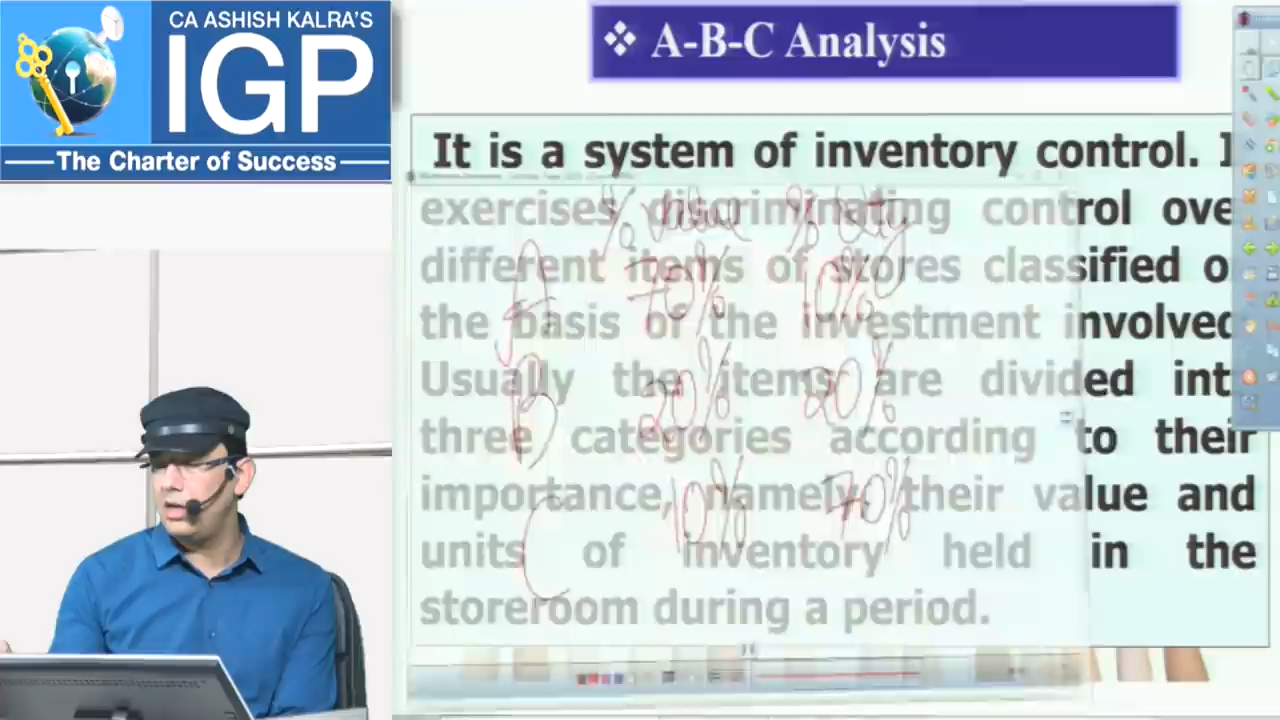 CA ASHISH KALRA'S
IGP
The Charter of Success
❖ A-B-C Analysis
It is a system of inventory control.
exercises discriminating control
different items of stores classified
the basis of the investment involved
Usually the items are divided
three categories according to their
importance, namely their value and
units of inventory held in the
storeroom during a period.
% Value % Qty
A 70% 10%
B 20% 20%
C 10% 70%